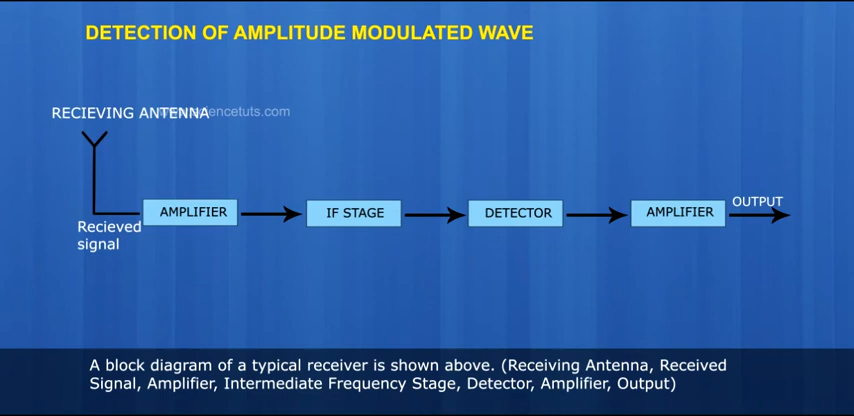 DETECTION OF AMPLITUDE MODULATED WAVE
RECIEVING ANTENNA
Recieved
signal
AMPLIFIER
IF STAGE
DETECTOR
AMPLIFIER
OUTPUT
A block diagram of a typical receiver is shown above. (Receiving Antenna, Received
Signal, Amplifier, Intermediate Frequency Stage, Detector, Amplifier, Output)